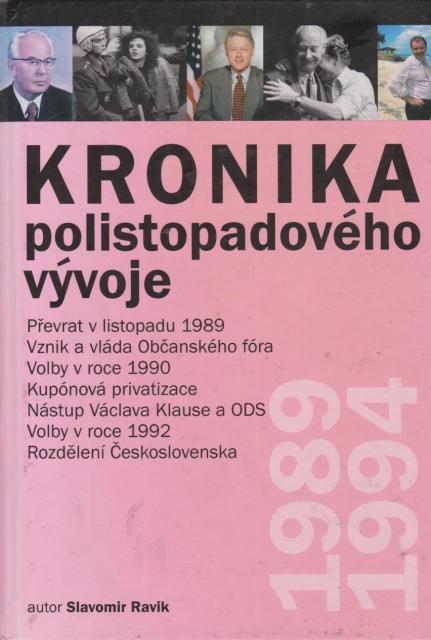 KRONIKA
polistopadového
vývoje
Převrat v listopadu 1989
Vznik a vláda Občanského fóra
Volby v roce 1990
Kupónová privatizace
Nástup Václava Klause a ODS
Volby v roce 1992
Rozdělení Československa
1989
1994
autor Slavomir Ravik